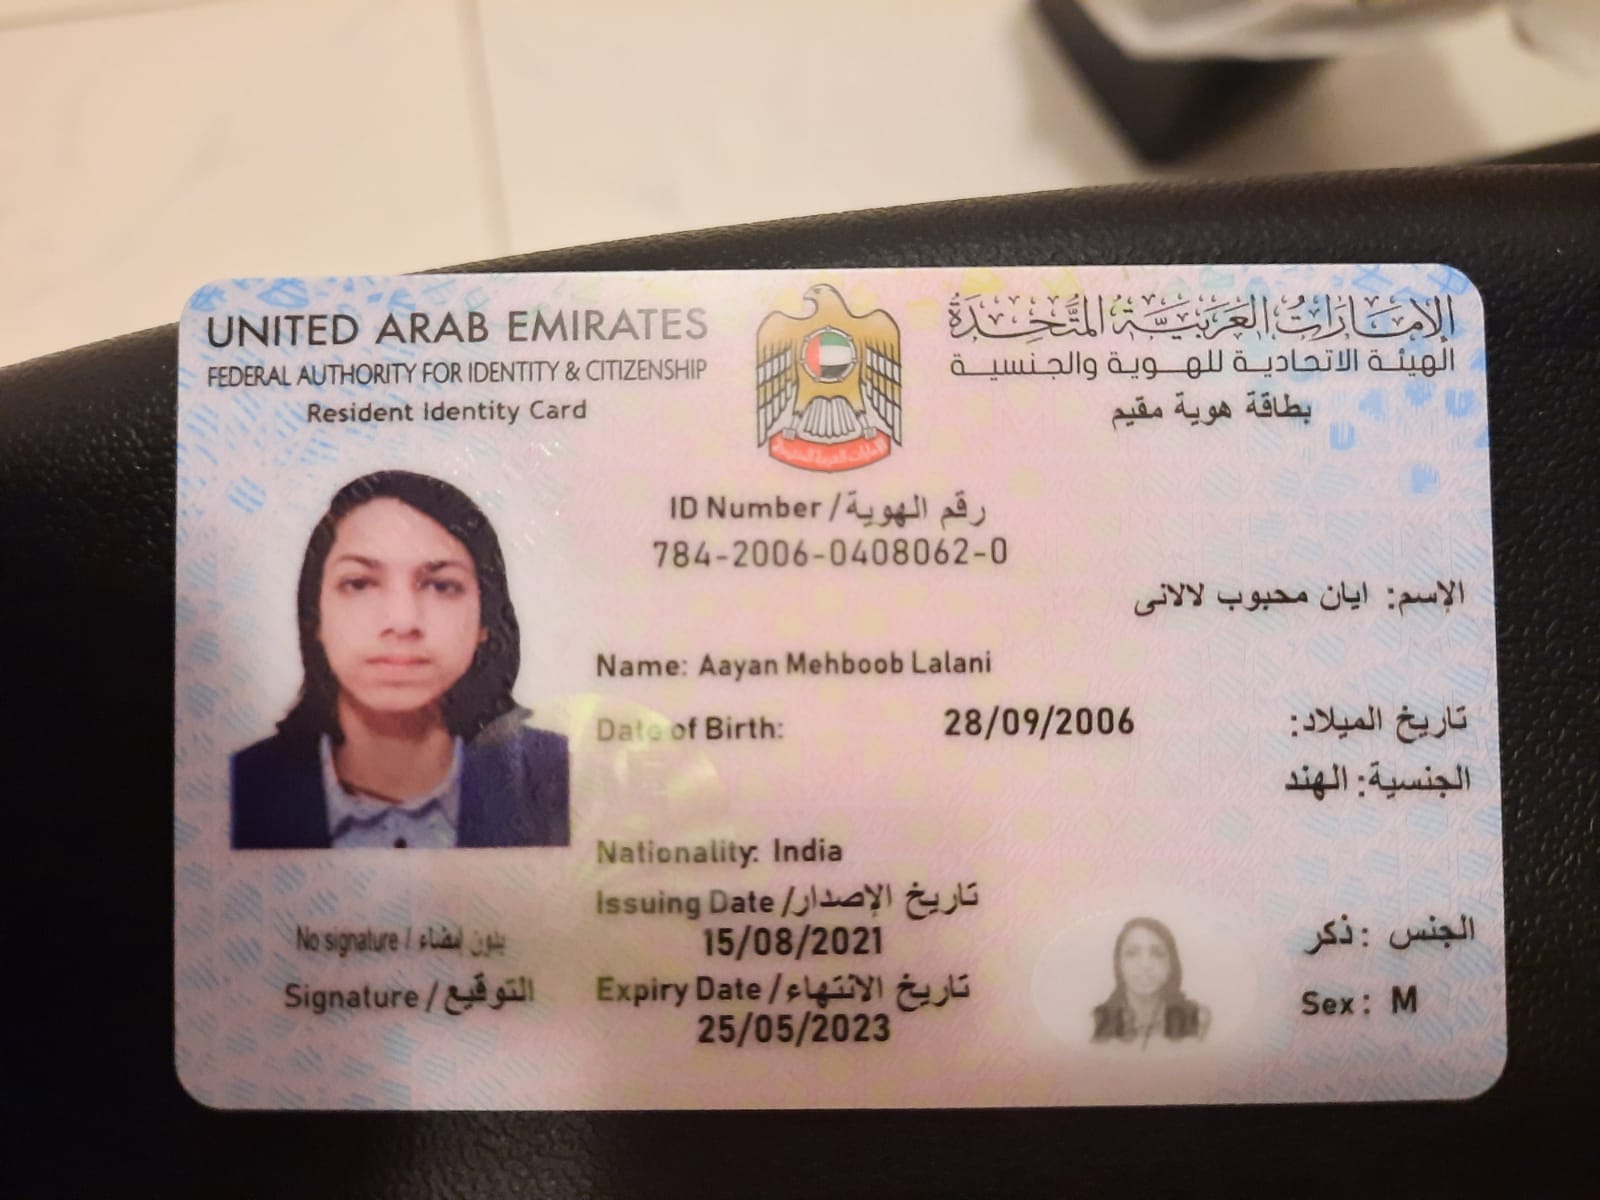 UNITED ARAB EMIRATES
الإمارات العربية المتحدة
FEDERAL AUTHORITY FOR IDENTITY & CITIZENSHIP
الهيئة الاتحادية للهوية والجنسية
Resident Identity Card
بطاقة هوية مقيم
ID Number / رقم الهوية
784-2006-0408062-0
الإسم: ايان محبوب لالانى
Name: Aayan Mehboob Lalani
Date of Birth: 28/09/2006 تاريخ الميلاد:
الجنسية: الهند
Nationality: India
Issuing Date / تاريخ الإصدار
15/08/2021
Expiry Date / تاريخ الانتهاء
25/05/2023
No signature / بدون إمضاء
Signature / التوقيع
الجنس : ذكر
Sex: M